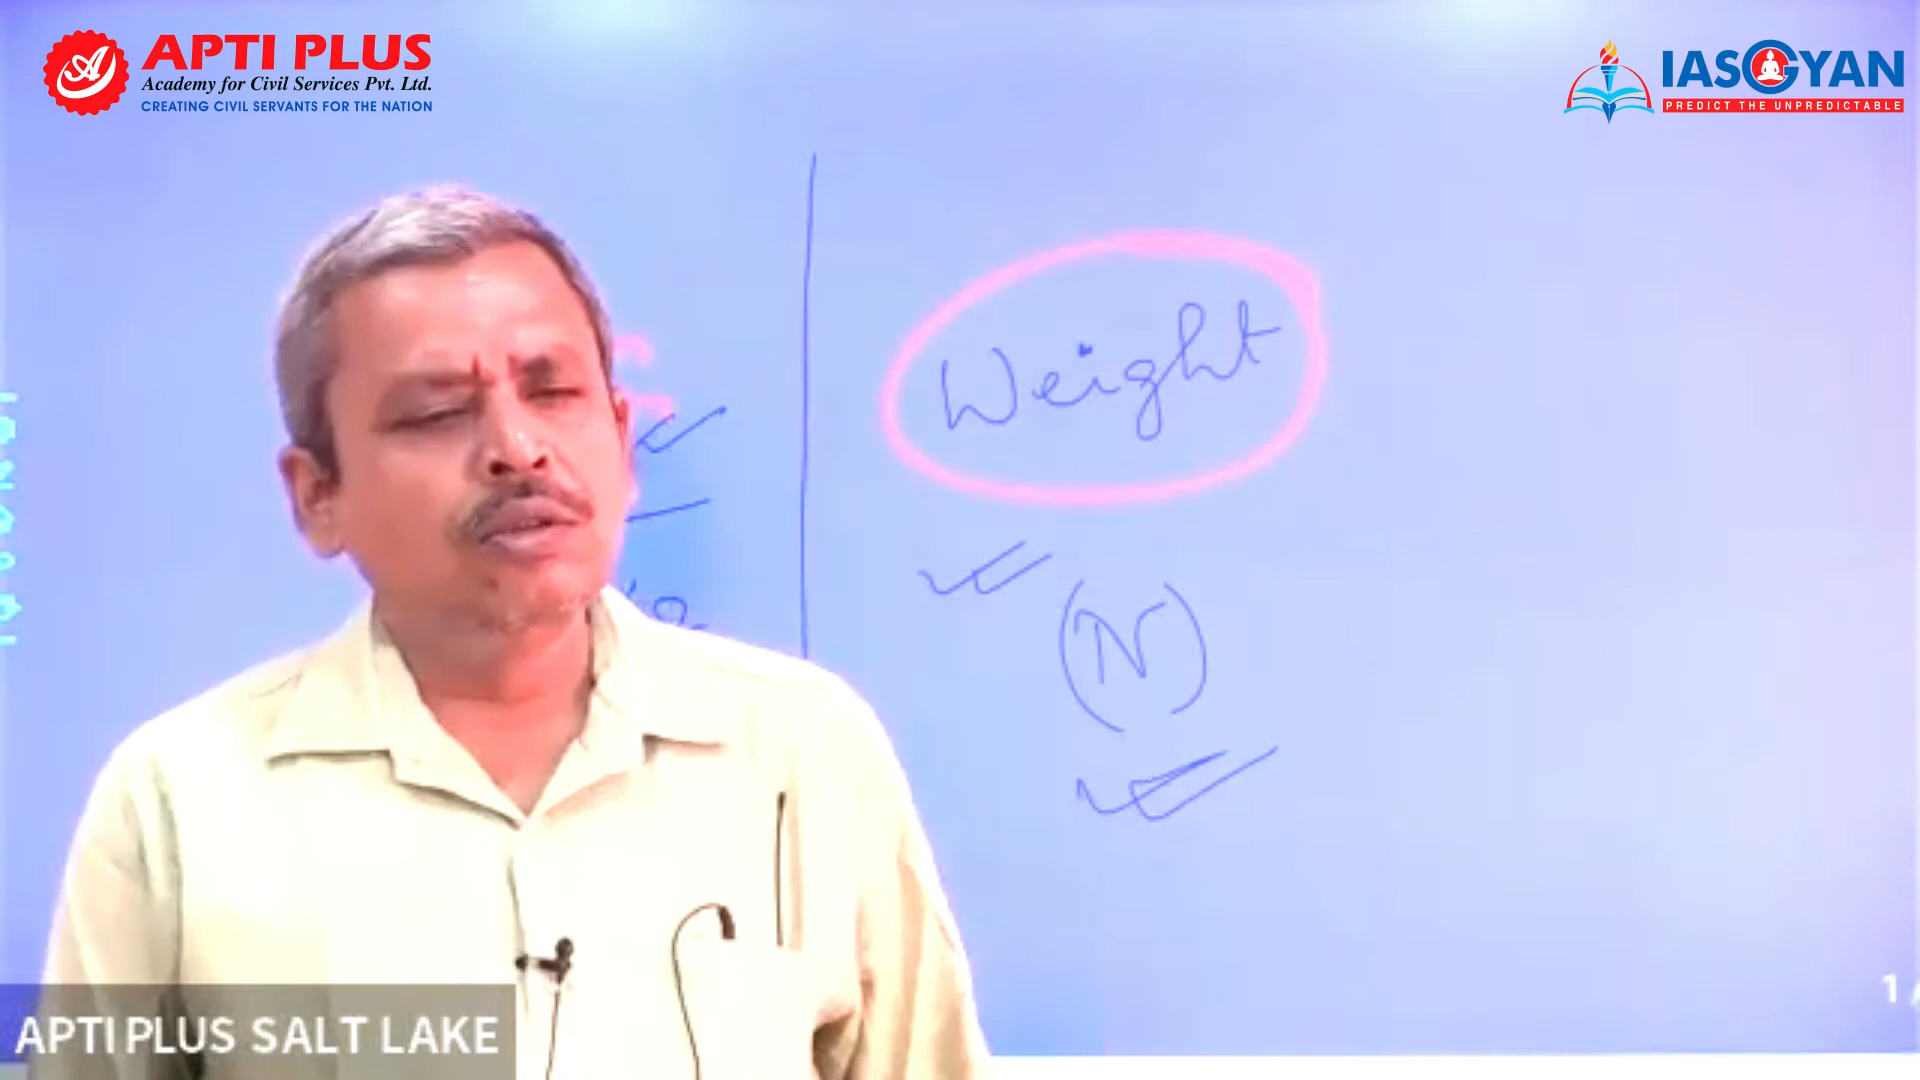 APTI PLUS
Academy for Civil Services Pvt. Ltd.
CREATING CIVIL SERVANTS FOR THE NATION
IASGYAN
PREDICT THE UNPREDICTABLE
Weight
(N)
1
APTI PLUS SALT LAKE